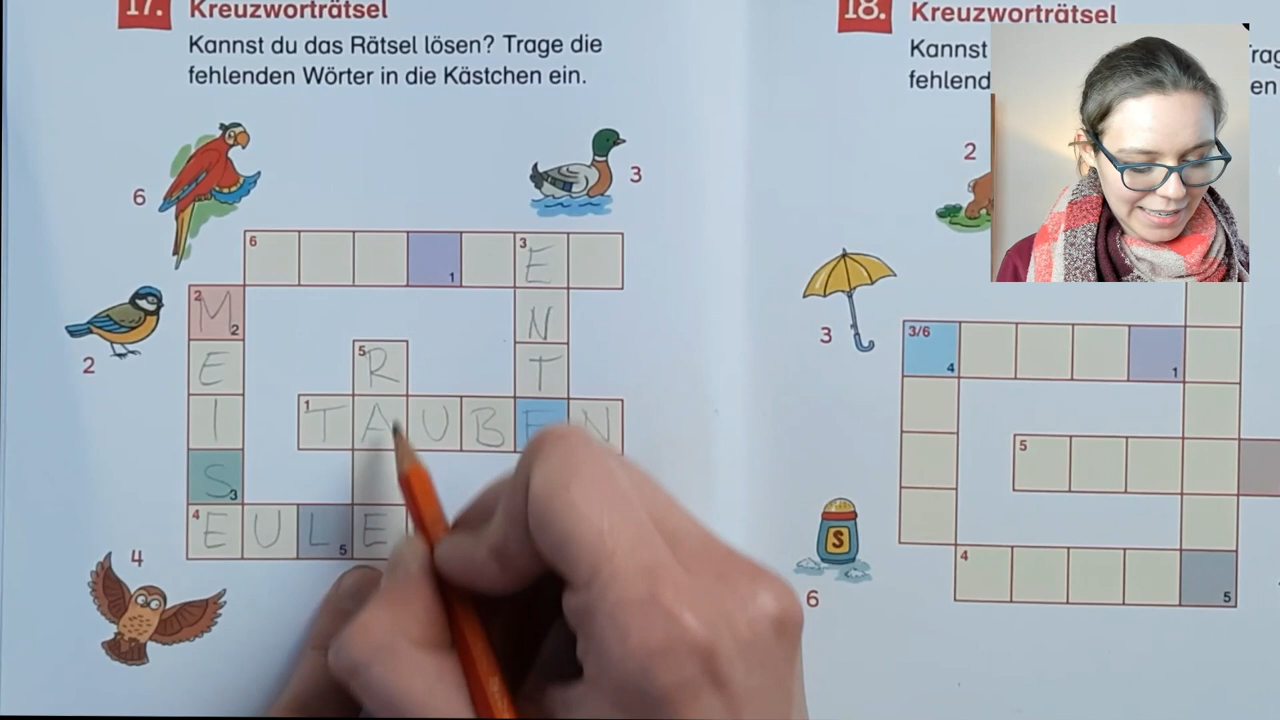 17. Kreuzworträtsel
Kannst du das Rätsel lösen? Trage die
fehlenden Wörter in die Kästchen ein.
6
3
6 1 3 E
2
2 M 2
E N
5 R T
I 1 T A U B E N
S 3
4 E U L 5 E
4
18. Kreuzworträtsel
Kannst
fehlend en
2
3
3/6 4 1
5
6
4 5